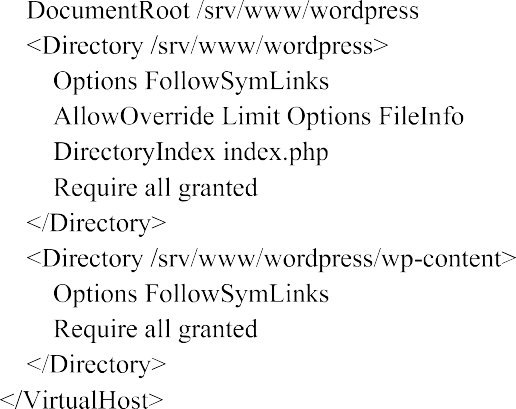 DocumentRoot /srv/www/wordpress
<Directory /srv/www/wordpress>
Options FollowSymLinks
AllowOverride Limit Options FileInfo
DirectoryIndex index.php
Require all granted
</Directory>
<Directory /srv/www/wordpress/wp-content>
Options FollowSymLinks
Require all granted
</Directory>
</VirtualHost>